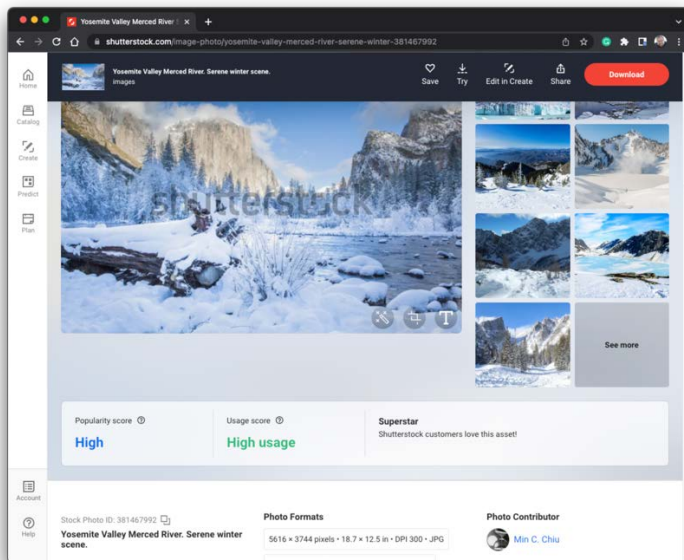 Yosemite Valley Merced River S
shutterstock.com/image-photo/yosemite-valley-merced-river-serene-winter-381467992
Home
Catalog
Create
Predict
Plan
Account
Help
Yosemite Valley Merced River. Serene winter scene.
images
Save
Try
Edit in Create
Share
Download
shutterstock
T
See more
Popularity score
High
Usage score
High usage
Superstar
Shutterstock customers love this asset!
Stock Photo ID: 381467992
Yosemite Valley Merced River. Serene winter
scene.
Photo Formats
5616 × 3744 pixels • 18.7 × 12.5 in • DPI 300 • JPG
Photo Contributor
Min C. Chiu